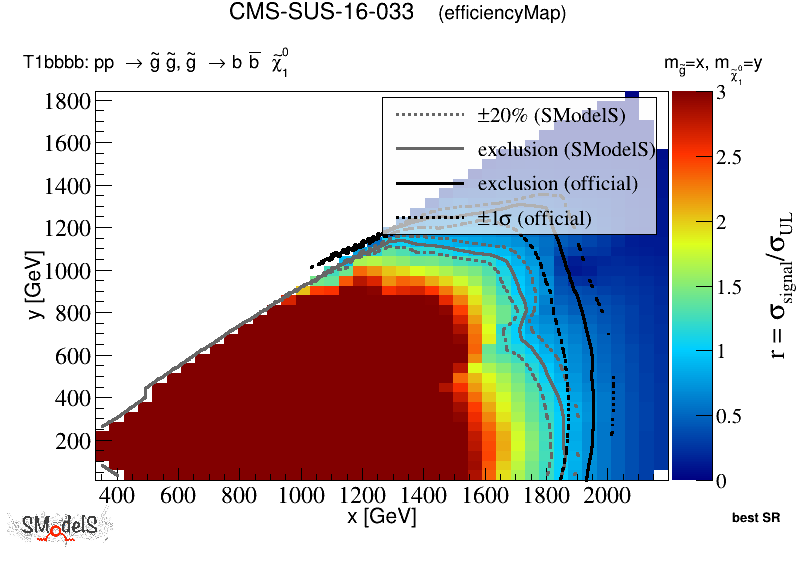 CMS-SUS-16-033 (efficiencyMap)
T1bbbb: pp → g̃ g̃, g̃ → b b̅ χ̃₁⁰
m_g̃=x, m_χ̃₁⁰=y
±20% (SModelS)
exclusion (SModelS)
exclusion (official)
±1σ (official)
1800
1600
1400
1200
1000
800
600
400
200
y [GeV]
400 600 800 1000 1200 1400 1600 1800 2000
x [GeV]
3
2.5
2
1.5
1
0.5
0
r = σ_signal/σ_UL
SModelS
best SR